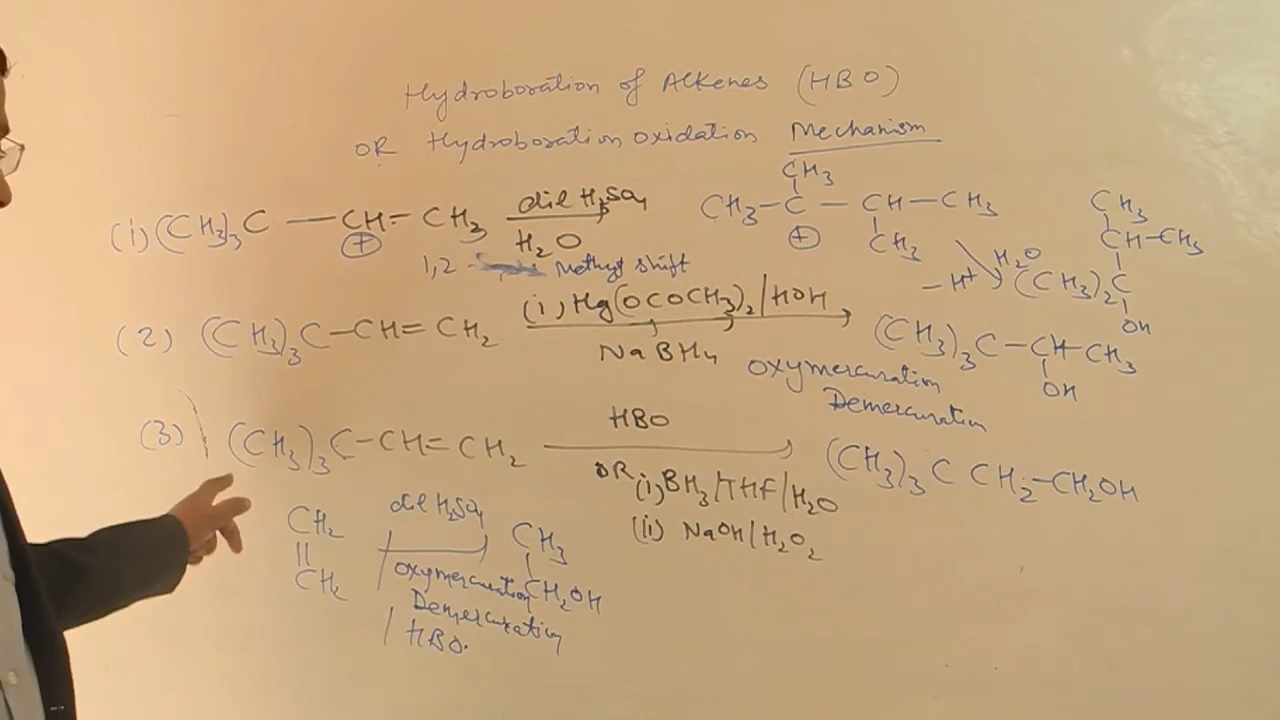 Hydroboration of Alkenes (HBO)
OR Hydroboration oxidation Mechanism
(i) (CH3)3C — CH = CH3 dil H2SO4 CH3 – C – CH – CH3
CH3
⊕ H2O ⊕ CH3
1,2 - Methyl shift
CH3
CH–CH3
H2O
–H+ (CH3)2C
OH
(2) (CH3)3C–CH=CH2 (i) Hg(OCOCH3)2/HOH (CH3)3C–CH–CH3
NaBH4 OH
Oxymercuration
Demercuration
(3) (CH3)3C–CH=CH2 HBO (CH3)3C CH2–CH2OH
OR (i) BH3/THF/H2O
(ii) NaOH/H2O2
CH2 dil H2SO4 CH3
||
CH2 CH2OH
/oxymercuration
Demercuration
/HBO.